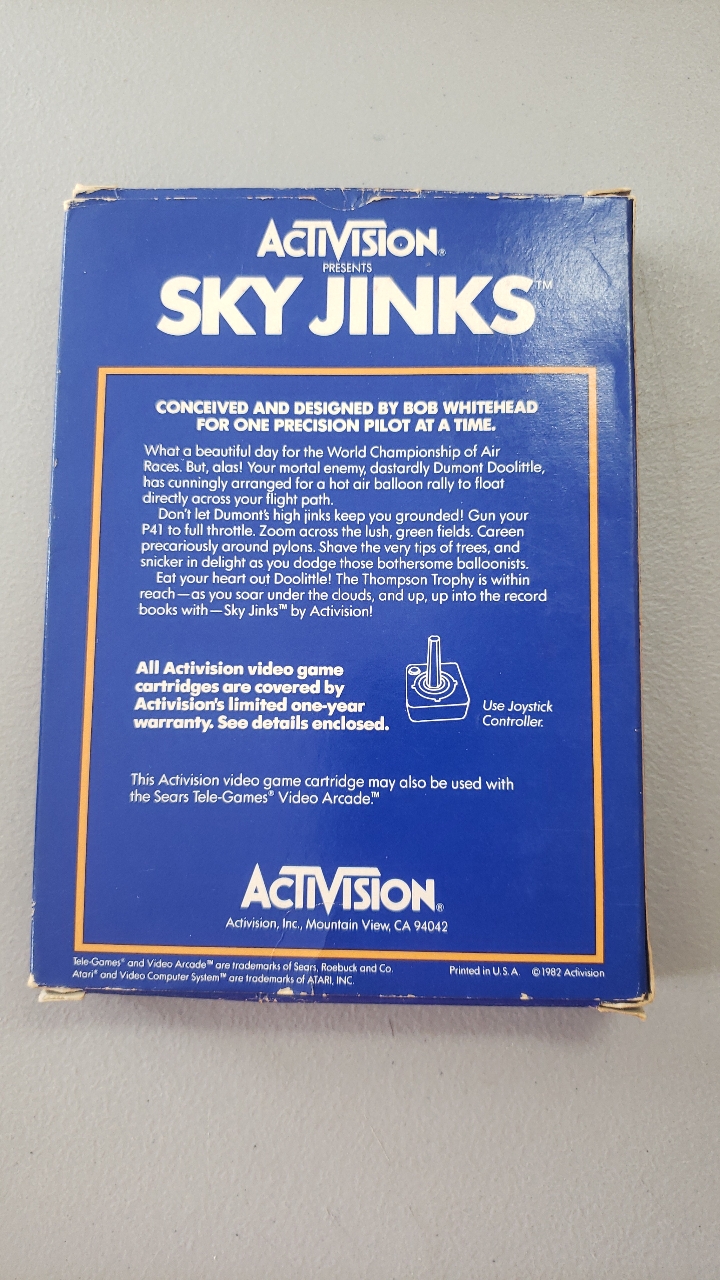 ACTIVISION®
PRESENTS
SKY JINKS™
CONCEIVED AND DESIGNED BY BOB WHITEHEAD
FOR ONE PRECISION PILOT AT A TIME.
What a beautiful day for the World Championship of Air
Races. But, alas! Your mortal enemy, dastardly Dumont Doolittle,
has cunningly arranged for a hot air balloon rally to float
directly across your flight path.
Don't let Dumont's high jinks keep you grounded! Gun your
P41 to full throttle. Zoom across the lush, green fields. Careen
precariously around pylons. Shave the very tips of trees, and
snicker in delight as you dodge those bothersome balloonists.
Eat your heart out Doolittle! The Thompson Trophy is within
reach—as you soar under the clouds, and up, up into the record
books with—Sky Jinks™ by Activision!
All Activision video game
cartridges are covered by
Activision's limited one-year
warranty. See details enclosed.
Use Joystick
Controller.
This Activision video game cartridge may also be used with
the Sears Tele-Games® Video Arcade.™
ACTIVISION®
Activision, Inc., Mountain View, CA 94042
Tele-Games® and Video Arcade™ are trademarks of Sears, Roebuck and Co.
Atari® and Video Computer System™ are trademarks of ATARI, INC.
Printed in U.S.A. ©1982 Activision